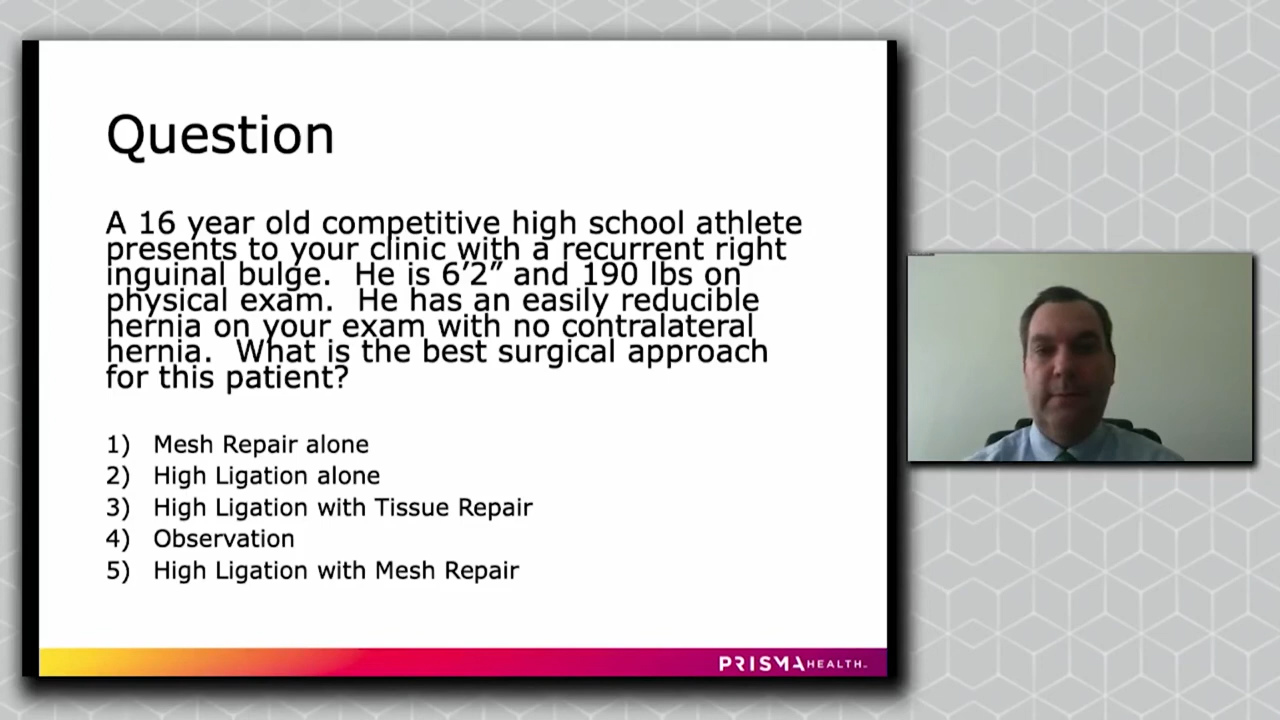 Question
A 16 year old competitive high school athlete
presents to your clinic with a recurrent right
inguinal bulge.  He is 6’2” and 190 lbs on
physical exam.  He has an easily reducible
hernia on your exam with no contralateral
hernia.  What is the best surgical approach
for this patient?
1) Mesh Repair alone
2) High Ligation alone
3) High Ligation with Tissue Repair
4) Observation
5) High Ligation with Mesh Repair
PRISMA HEALTH